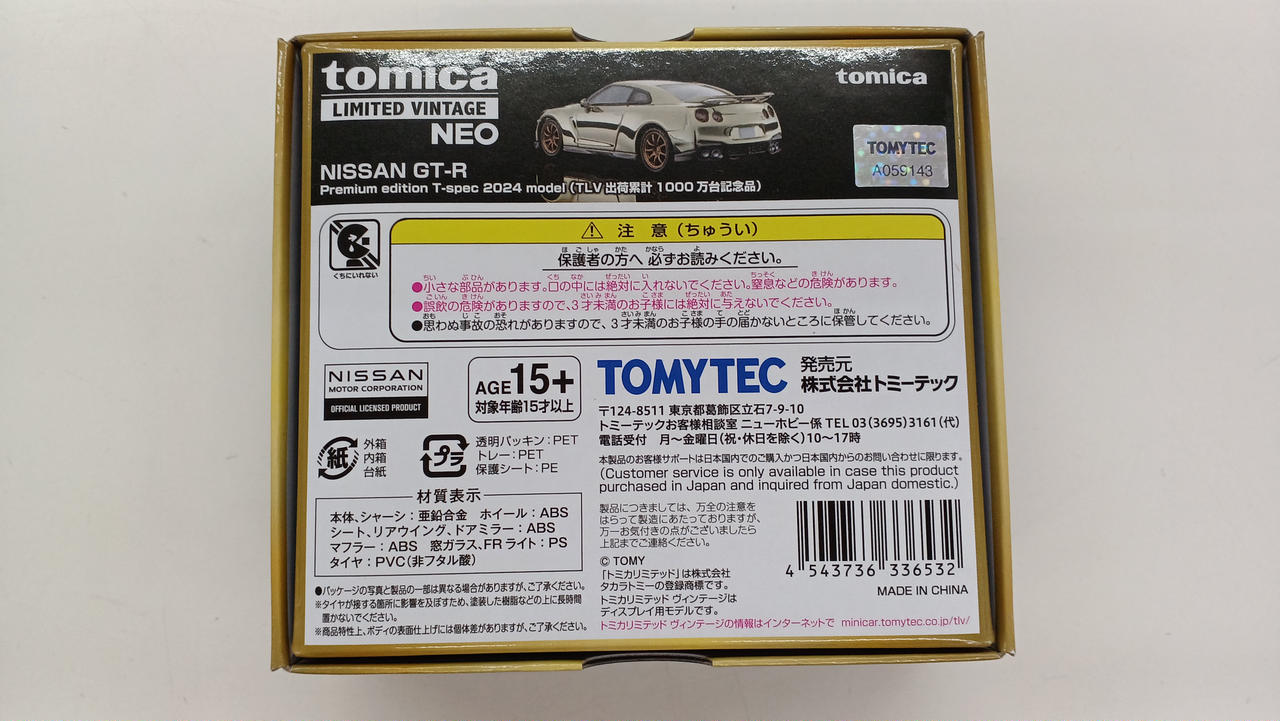 tomica
LIMITED VINTAGE
NEO
NISSAN GT-R
Premium edition T-spec 2024 model (TLV 出荷累計 1000 万台記念品)
tomica
TOMYTEC
A059143
くちにいれない
⚠ 注 意 (ちゅうい)
保護者の方へ 必ずお読みください。
●小さな部品があります。口の中には絶対に入れないでください。窒息などの危険があります。
●誤飲の危険がありますので、3才未満のお子様には絶対に与えないでください。
●思わぬ事故の恐れがありますので、3才未満のお子様の手の届かないところに保管してください。
NISSAN
MOTOR CORPORATION
OFFICIAL LICENSED PRODUCT
AGE 15+
対象年齢15才以上
紙
外箱
内箱
台紙
プラ
透明パッキン:PET
トレー:PET
保護シート:PE
材質表示
本体、シャーシ:亜鉛合金 ホイール:ABS
シート、リアウイング、ドアミラー:ABS
マフラー:ABS 窓ガラス、FRライト:PS
タイヤ:PVC(非フタル酸)
●パッケージの写真と製品の一部は異なる場合がありますが、ご了承ください。
※タイヤが接する箇所に影響を及ぼすため、塗装した樹脂などの上に長時間
置かないでください。
※商品特性上、ボディの表面仕上げには個体差がありますが、ご了承ください。
TOMYTEC
発売元
株式会社トミーテック
〒124-8511 東京都葛飾区立石7-9-10
トミーテックお客様相談室 ニューホビー係 TEL 03(3695)3161(代)
電話受付 月〜金曜日(祝・休日を除く)10〜17時
本製品のお客様サポートは日本国内でのご購入かつ日本国内からのお問い合わせに限ります。
(Customer service is only available in case this product
purchased in Japan and inquired from Japan domestic.)
製品につきましては、万全の注意を
はらって製造にあたっておりますが、
万一お気付きの点がございましたら
上記までご連絡ください。
© TOMY
「トミカリミテッド」は株式会社
タカラトミーの登録商標です。
トミカリミテッド ヴィンテージは
ディスプレイ用モデルです。
トミカリミテッド ヴィンテージの情報はインターネットで minicar.tomytec.co.jp/tlv/
4 543736 336532
MADE IN CHINA